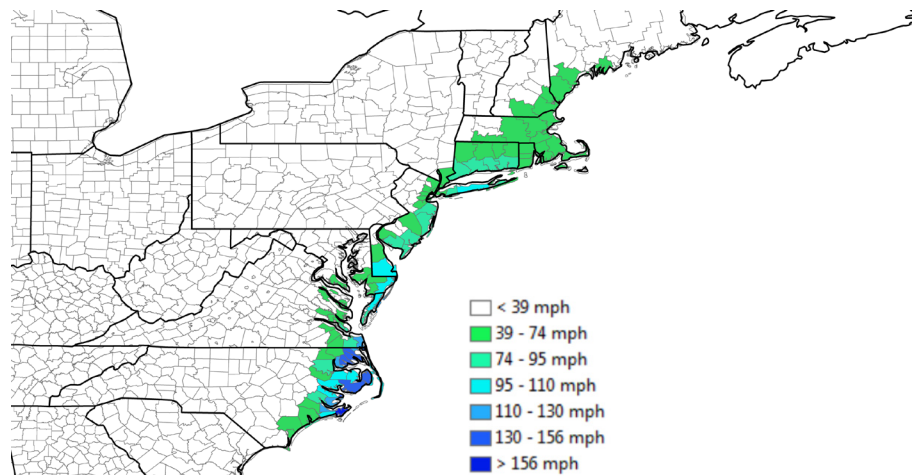 < 39 mph
39 - 74 mph
74 - 95 mph
95 - 110 mph
110 - 130 mph
130 - 156 mph
> 156 mph